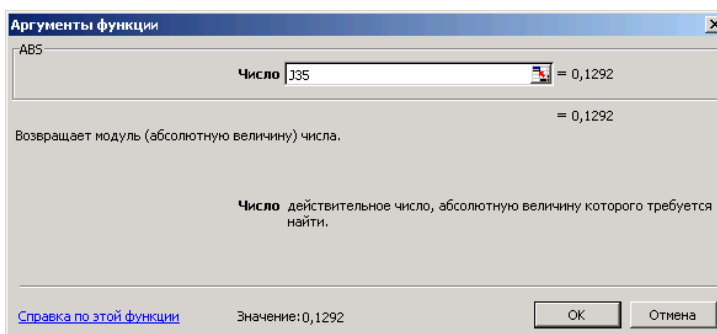 Аргументы функции
ABS
Число J35 = 0,1292
= 0,1292
Возвращает модуль (абсолютную величину) числа.
Число действительное число, абсолютную величину которого требуется
найти.
Справка по этой функции Значение:0,1292 OK Отмена